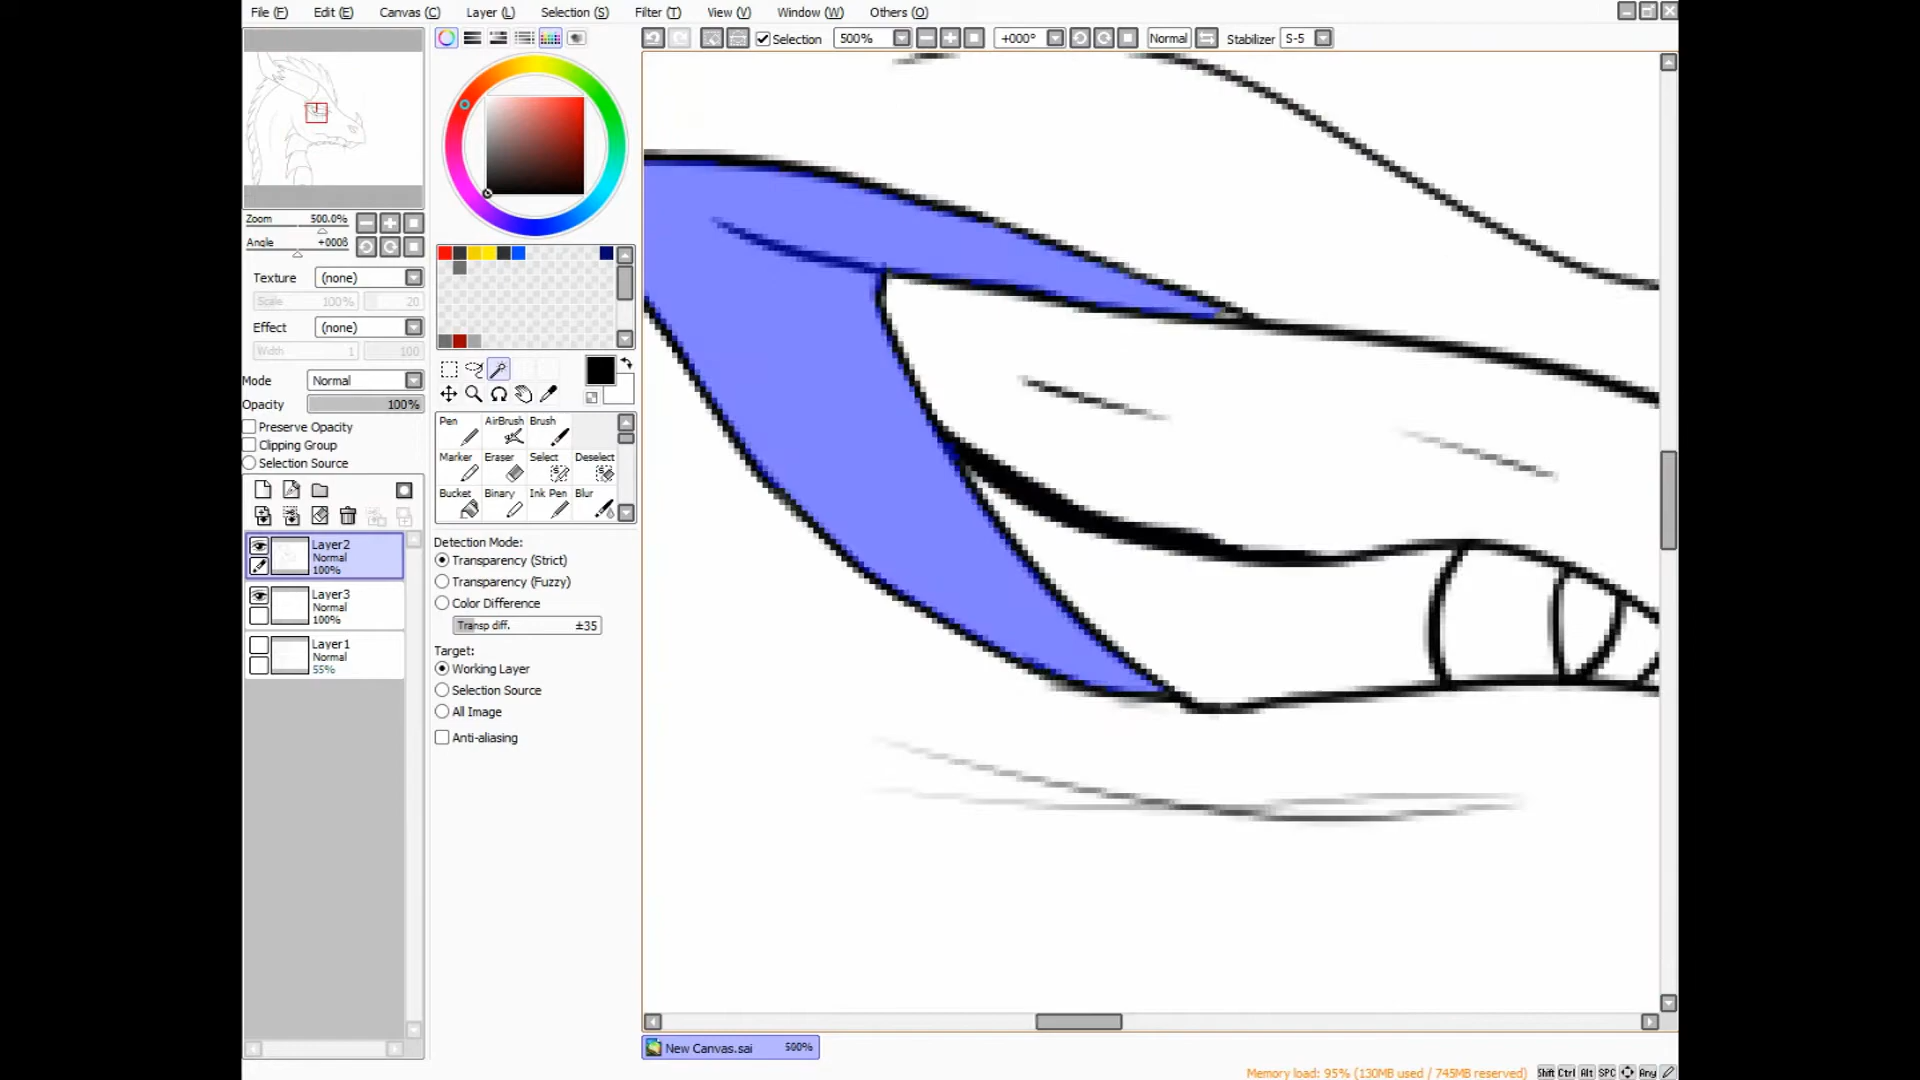 File (F) Edit (E) Canvas (C) Layer (L) Selection (S) Filter (T) View (V) Window (W) Others (O)
Selection 500% +000° Normal Stabilizer S-5
Zoom 500.0%
Angle +000ß
Texture (none)
Scale 100% 20
Effect (none)
Width 1 100
Mode Normal
Opacity 100%
Preserve Opacity
Clipping Group
Selection Source
Layer2
Normal
100%
Layer3
Normal
100%
Layer1
Normal
55%
Pen AirBrush Brush
Marker Eraser Select Deselect
Bucket Binary Ink Pen Blur
Detection Mode:
Transparency (Strict)
Transparency (Fuzzy)
Color Difference
Transp diff. ±35
Target:
Working Layer
Selection Source
All Image
Anti-aliasing
New Canvas.sai 500%
Memory load: 95% (130MB used / 745MB reserved) Shift Ctrl Alt SPC Any